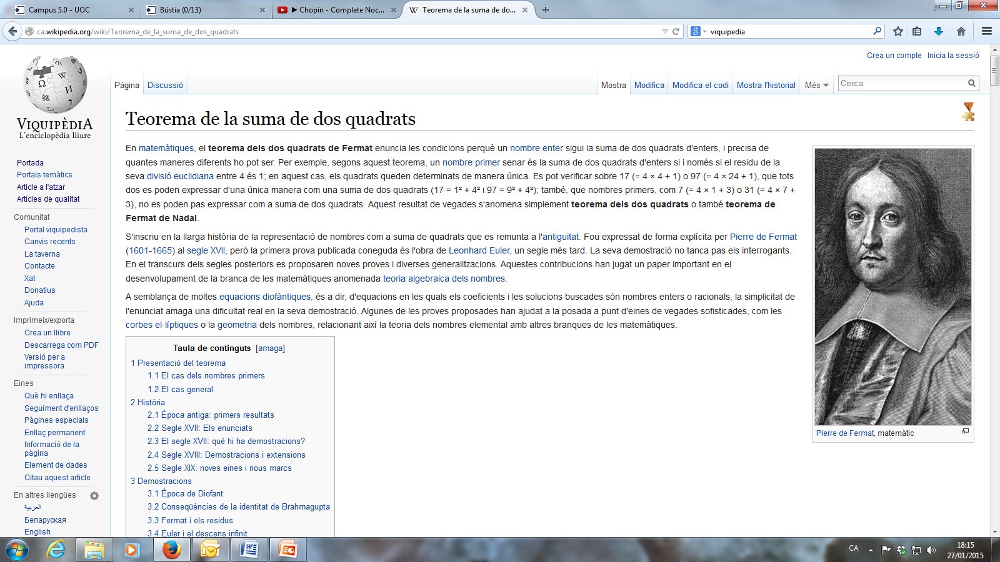 Campus 5.0 - UOC
Bústia (0/13)
▶ Chopin - Complete Noc...
Teorema de la suma de do...
ca.wikipedia.org/wiki/Teorema_de_la_suma_de_dos_quadrats
viquipedia
Crea un compte Inicia la sessió
Pàgina Discussió Mostra Modifica Modifica el codi Mostra l'historial Més Cerca
VIQUIPÈDIA
L'enciclopèdia lliure
Portada
Portals temàtics
Article a l'atzar
Articles de qualitat
Comunitat
Portal viquipedista
Canvis recents
La taverna
Contacte
Xat
Donatius
Ajuda
Imprimeix/exporta
Crea un llibre
Descarrega com PDF
Versió per a
impressora
Eines
Què hi enllaça
Seguiment d'enllaços
Pàgines especials
Enllaç permanent
Informació de la
pàgina
Element de dades
Citau aquest article
En altres llengües
العربية
Беларуская
English
Teorema de la suma de dos quadrats
En matemàtiques, el teorema dels dos quadrats de Fermat enuncia les condicions perquè un nombre enter sigui la suma de dos quadrats d'enters, i precisa de
quantes maneres diferents ho pot ser. Per exemple, segons aquest teorema, un nombre primer senar és la suma de dos quadrats d'enters si i només si el residu de la
seva divisió euclidiana entre 4 és 1; en aquest cas, els quadrats queden determinats de manera única. Es pot verificar sobre 17 (= 4 × 4 + 1) o 97 (= 4 × 24 + 1), que tots
dos es poden expressar d'una única manera com una suma de dos quadrats (17 = 1² + 4² i 97 = 9² + 4²); també, que nombres primers, com 7 (= 4 × 1 + 3) o 31 (= 4 × 7 +
3), no es poden pas expressar com a suma de dos quadrats. Aquest resultat de vegades s'anomena simplement teorema dels dos quadrats o també teorema de
Fermat de Nadal.
S'inscriu en la llarga història de la representació de nombres com a suma de quadrats que es remunta a l'antiguitat. Fou expressat de forma explícita per Pierre de Fermat
(1601-1665) al segle XVII, però la primera prova publicada coneguda és l'obra de Leonhard Euler, un segle més tard. La seva demostració no tanca pas els interrogants.
En el transcurs dels segles posteriors es proposaren noves proves i diverses generalitzacions. Aquestes contribucions han jugat un paper important en el
desenvolupament de la branca de les matemàtiques anomenada teoria algebraica dels nombres.
A semblança de moltes equacions diofàntiques, és a dir, d'equacions en les quals els coeficients i les solucions buscades són nombres enters o racionals, la simplicitat de
l'enunciat amaga una dificultat real en la seva demostració. Algunes de les proves proposades han ajudat a la posada a punt d'eines de vegades sofisticades, com les
corbes el·líptiques o la geometria dels nombres, relacionant així la teoria dels nombres elemental amb altres branques de les matemàtiques.
Taula de continguts [amaga]
1 Presentació del teorema
1.1 El cas dels nombres primers
1.2 El cas general
2 Història
2.1 Època antiga: primers resultats
2.2 Segle XVII: Els enunciats
2.3 El segle XVII: què hi ha demostracions?
2.4 Segle XVIII: Demostracions i extensions
2.5 Segle XIX: noves eines i nous marcs
3 Demostracions
3.1 Època de Diofant
3.2 Conseqüències de la identitat de Brahmagupta
3.3 Fermat i els residus
3.4 Euler i el descens infinit
Pierre de Fermat, matemàtic
CA
18:15
27/01/2015